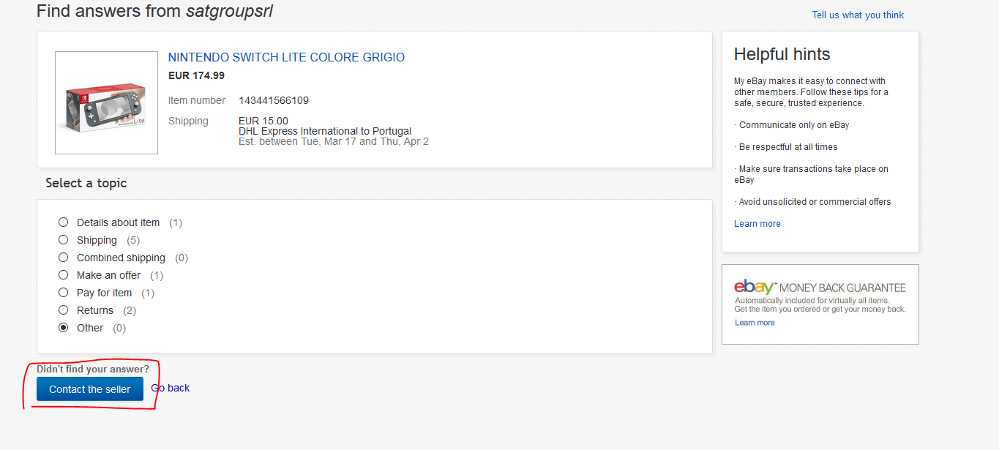 Find answers from satgroupsrl
Tell us what you think
NINTENDO SWITCH LITE COLORE GRIGIO
EUR 174.99
Item number 143441566109
Shipping EUR 15.00
DHL Express International to Portugal
Est. between Tue, Mar 17 and Thu, Apr 2
Select a topic
Details about item (1)
Shipping (5)
Combined shipping (0)
Make an offer (1)
Pay for item (1)
Returns (2)
Other (0)
Didn't find your answer?
Contact the seller Go back
Helpful hints
My eBay makes it easy to connect with
other members. Follow these tips for a
safe, secure, trusted experience.
· Communicate only on eBay
· Be respectful at all times
· Make sure transactions take place on
eBay
· Avoid unsolicited or commercial offers
Learn more
ebay™ MONEY BACK GUARANTEE
Automatically included for virtually all items.
Get the item you ordered or get your money back.
Learn more